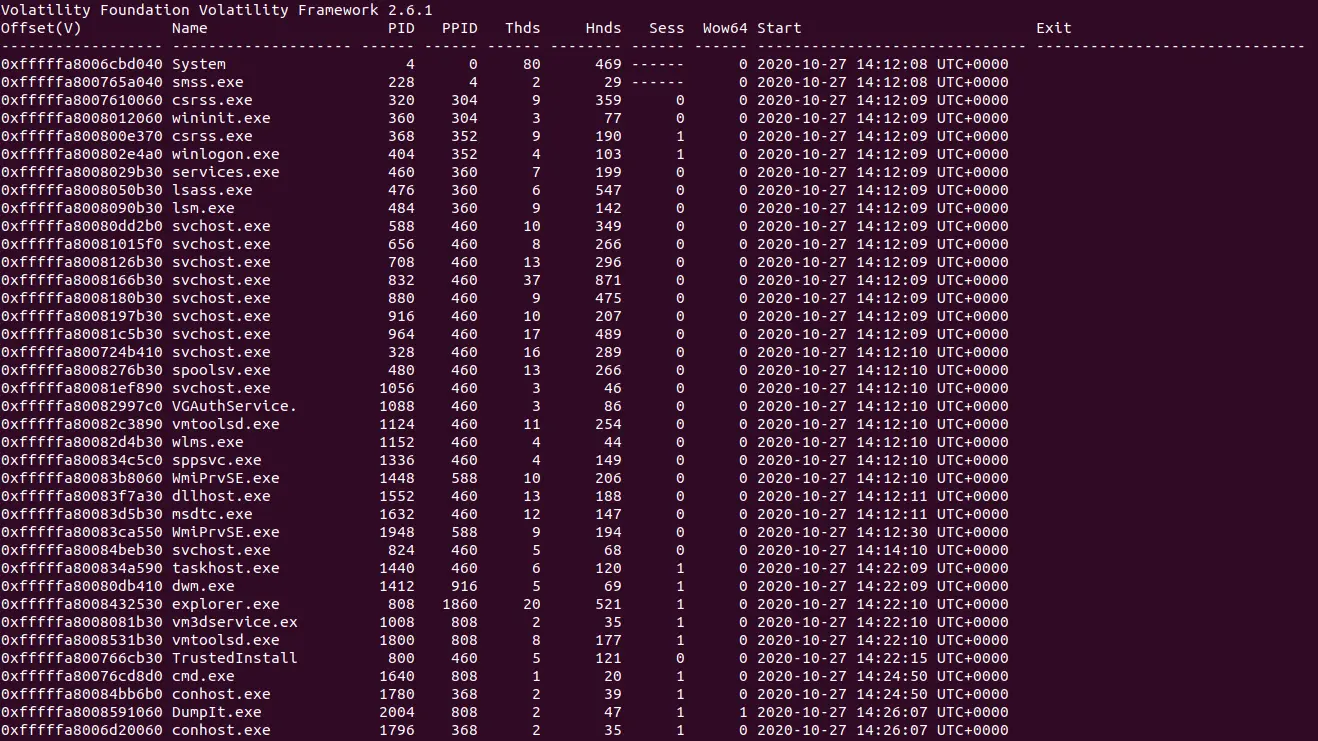 Volatility Foundation Volatility Framework 2.6.1
Offset(V)          Name                    PID   PPID   Thds     Hnds   Sess  Wow64 Start                          Exit
------------------ -------------------- ------ ------ ------ -------- ------ ------ ------------------------------ ------------------------------
0xfffffa8006cbd040 System                    4      0     80      469 ------      0 2020-10-27 14:12:08 UTC+0000
0xfffffa800765a040 smss.exe                228      4      2       29 ------      0 2020-10-27 14:12:08 UTC+0000
0xfffffa8007610060 csrss.exe               320    304      9      359      0      0 2020-10-27 14:12:09 UTC+0000
0xfffffa8008012060 wininit.exe             360    304      3       77      0      0 2020-10-27 14:12:09 UTC+0000
0xfffffa800800e370 csrss.exe               368    352      9      190      1      0 2020-10-27 14:12:09 UTC+0000
0xfffffa800802e4a0 winlogon.exe            404    352      4      103      1      0 2020-10-27 14:12:09 UTC+0000
0xfffffa8008029b30 services.exe            460    360      7      199      0      0 2020-10-27 14:12:09 UTC+0000
0xfffffa8008050b30 lsass.exe               476    360      6      547      0      0 2020-10-27 14:12:09 UTC+0000
0xfffffa8008090b30 lsm.exe                 484    360      9      142      0      0 2020-10-27 14:12:09 UTC+0000
0xfffffa80080dd2b0 svchost.exe             588    460     10      349      0      0 2020-10-27 14:12:09 UTC+0000
0xfffffa80081015f0 svchost.exe             656    460      8      266      0      0 2020-10-27 14:12:09 UTC+0000
0xfffffa8008126b30 svchost.exe             708    460     13      296      0      0 2020-10-27 14:12:09 UTC+0000
0xfffffa8008166b30 svchost.exe             832    460     37      871      0      0 2020-10-27 14:12:09 UTC+0000
0xfffffa8008180b30 svchost.exe             880    460      9      475      0      0 2020-10-27 14:12:09 UTC+0000
0xfffffa8008197b30 svchost.exe             916    460     10      207      0      0 2020-10-27 14:12:09 UTC+0000
0xfffffa80081c5b30 svchost.exe             964    460     17      489      0      0 2020-10-27 14:12:09 UTC+0000
0xfffffa800724b410 svchost.exe             328    460     16      289      0      0 2020-10-27 14:12:10 UTC+0000
0xfffffa8008276b30 spoolsv.exe             480    460     13      266      0      0 2020-10-27 14:12:10 UTC+0000
0xfffffa80081ef890 svchost.exe            1056    460      3       46      0      0 2020-10-27 14:12:10 UTC+0000
0xfffffa80082997c0 VGAuthService.         1088    460      3       86      0      0 2020-10-27 14:12:10 UTC+0000
0xfffffa80082c3890 vmtoolsd.exe           1124    460     11      254      0      0 2020-10-27 14:12:10 UTC+0000
0xfffffa80082d4b30 wlms.exe               1152    460      4       44      0      0 2020-10-27 14:12:10 UTC+0000
0xfffffa800834c5c0 sppsvc.exe             1336    460      4      149      0      0 2020-10-27 14:12:10 UTC+0000
0xfffffa80083b8060 WmiPrvSE.exe           1448    588     10      206      0      0 2020-10-27 14:12:10 UTC+0000
0xfffffa80083f7a30 dllhost.exe            1552    460     13      188      0      0 2020-10-27 14:12:11 UTC+0000
0xfffffa80083d5b30 msdtc.exe              1632    460     12      147      0      0 2020-10-27 14:12:11 UTC+0000
0xfffffa80083ca550 WmiPrvSE.exe           1948    588      9      194      0      0 2020-10-27 14:12:30 UTC+0000
0xfffffa80084beb30 svchost.exe             824    460      5       68      0      0 2020-10-27 14:14:10 UTC+0000
0xfffffa800834a590 taskhost.exe           1440    460      6      120      1      0 2020-10-27 14:22:09 UTC+0000
0xfffffa80080db410 dwm.exe                1412    916      5       69      1      0 2020-10-27 14:22:09 UTC+0000
0xfffffa8008432530 explorer.exe            808   1860     20      521      1      0 2020-10-27 14:22:10 UTC+0000
0xfffffa8008081b30 vm3dservice.ex         1008    808      2       35      1      0 2020-10-27 14:22:10 UTC+0000
0xfffffa8008531b30 vmtoolsd.exe           1800    808      8      177      1      0 2020-10-27 14:22:10 UTC+0000
0xfffffa800766cb30 TrustedInstall          800    460      5      121      0      0 2020-10-27 14:22:15 UTC+0000
0xfffffa80076cd8d0 cmd.exe                1640    808      1       20      1      0 2020-10-27 14:24:50 UTC+0000
0xfffffa80084bb6b0 conhost.exe            1780    368      2       39      1      0 2020-10-27 14:24:50 UTC+0000
0xfffffa8008591060 DumpIt.exe             2004    808      2       47      1      1 2020-10-27 14:26:07 UTC+0000
0xfffffa8006d20060 conhost.exe            1796    368      2       35      1      0 2020-10-27 14:26:07 UTC+0000